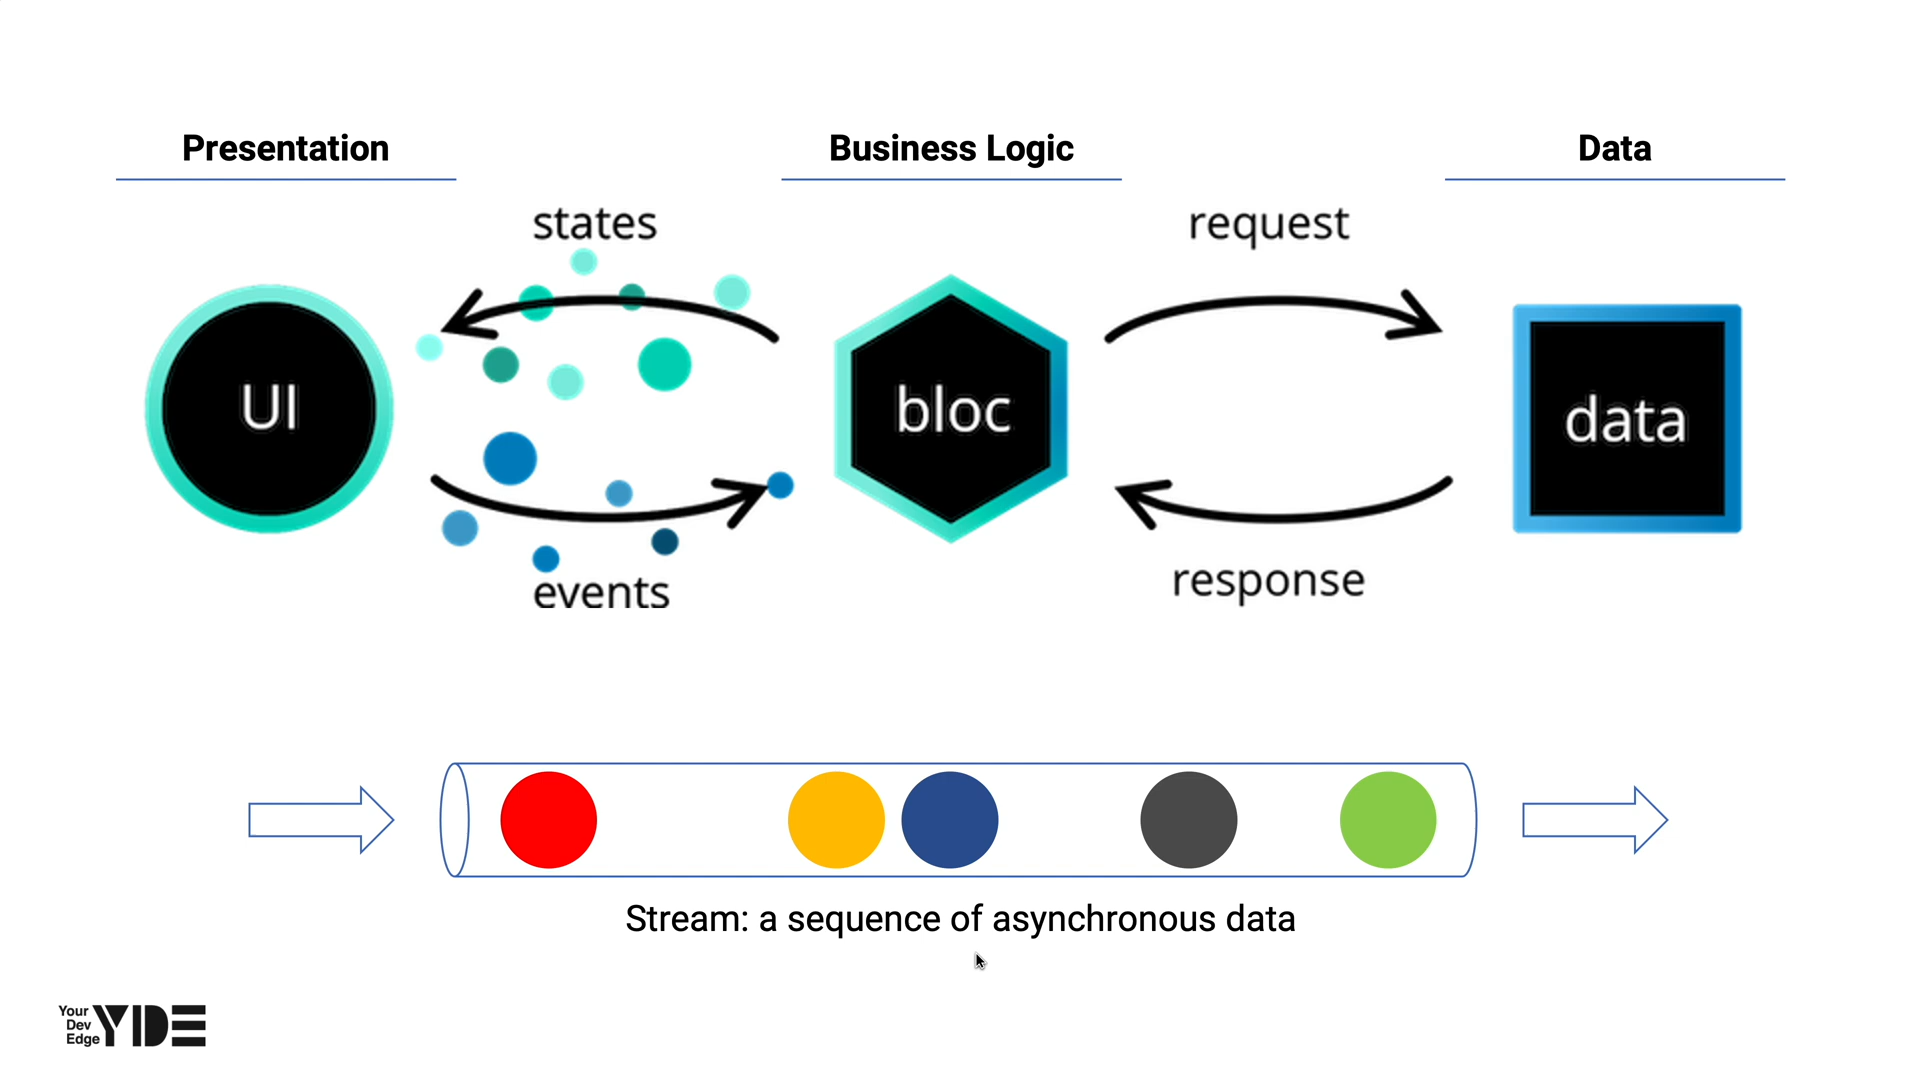 Presentation
Business Logic
Data
states
request
UI
bloc
data
events
response
Stream: a sequence of asynchronous data
Your
Dev
Edge
YDE